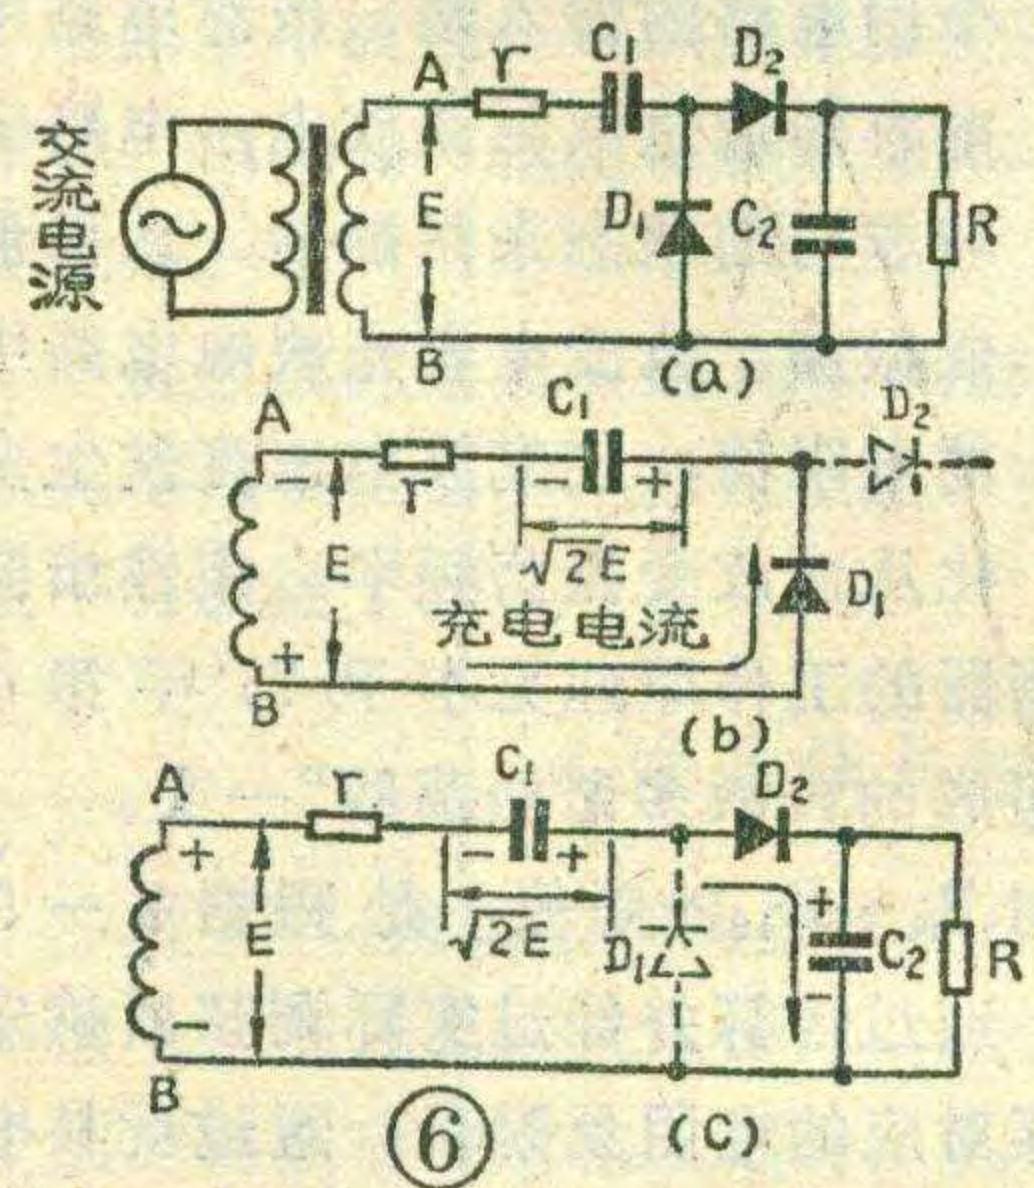 交流电源
A r C₁ D₂
E D₁ C₂ R
B (a)
A C₁ D₂
− r − +
E √2E D₁
充电电流
+
B (b)
A r C₁ D₂
+ − + +
E √2E D₁ C₂ R
− −
B (c)
⑥